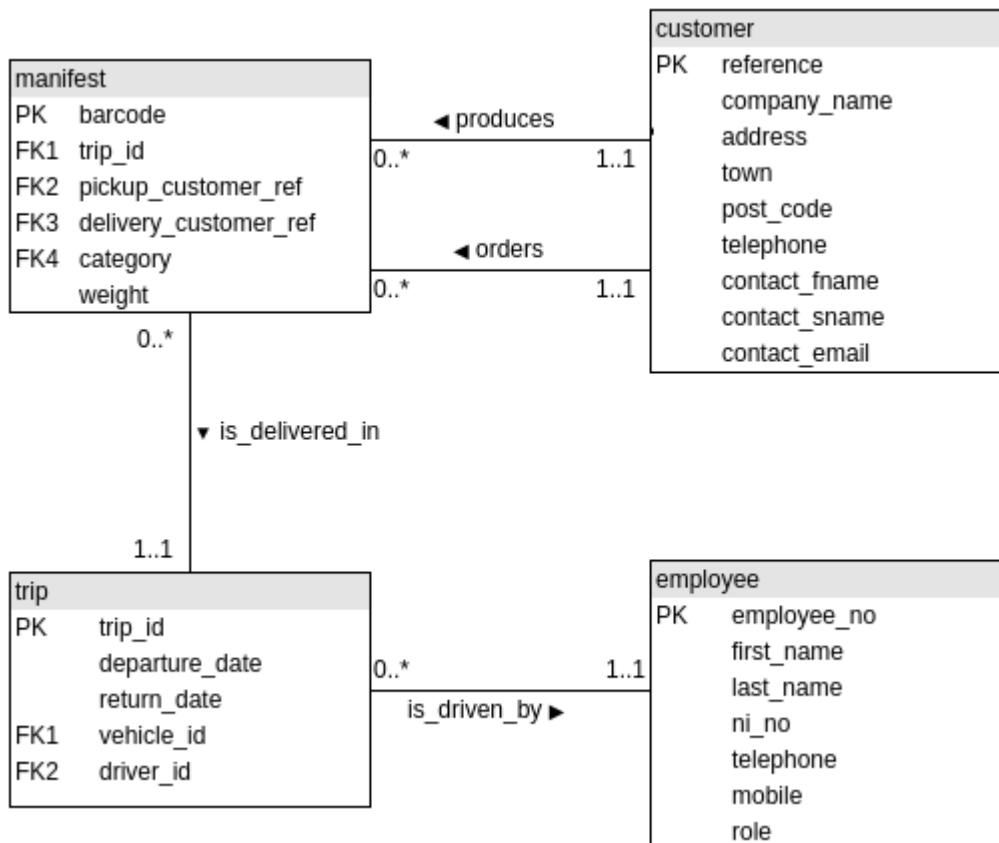 customer
PK reference
company_name
address
town
post_code
telephone
contact_fname
contact_sname
contact_email
manifest
PK barcode
FK1 trip_id
FK2 pickup_customer_ref
FK3 delivery_customer_ref
FK4 category
weight
◄ produces
0..* 1..1
◄ orders
0..* 1..1
0..*
▼ is_delivered_in
1..1
trip
PK trip_id
departure_date
return_date
FK1 vehicle_id
FK2 driver_id
0..* 1..1
is_driven_by ►
employee
PK employee_no
first_name
last_name
ni_no
telephone
mobile
role